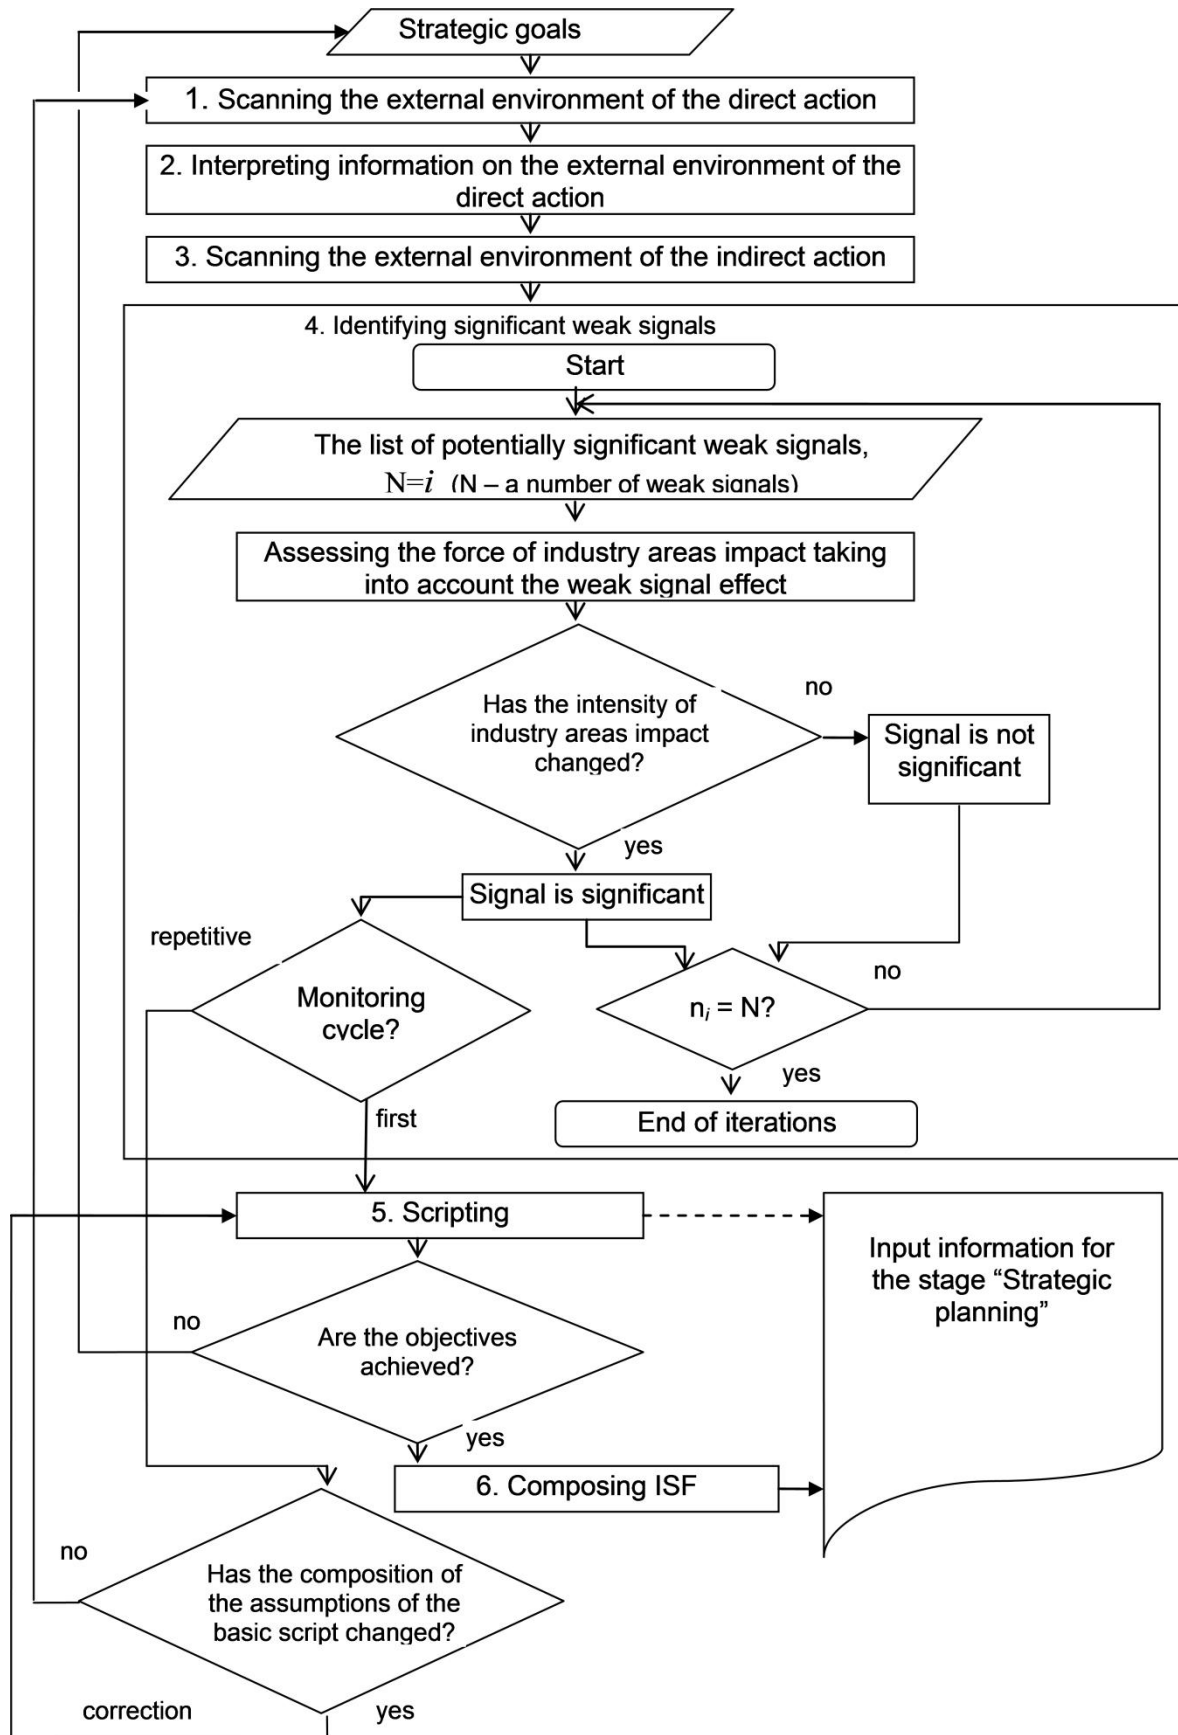 Strategic goals
1. Scanning the external environment of the direct action
2. Interpreting information on the external environment of the
direct action
3. Scanning the external environment of the indirect action
4. Identifying significant weak signals
Start
The list of potentially significant weak signals,
N=i (N – a number of weak signals)
Assessing the force of industry areas impact taking
into account the weak signal effect
Has the intensity of
industry areas impact
changed?
no
Signal is not
significant
yes
Signal is significant
repetitive
Monitoring
cycle?
first
nᵢ = N?
no
yes
End of iterations
5. Scripting
Input information for
the stage “Strategic
planning”
no
Are the objectives
achieved?
yes
6. Composing ISF
no
Has the composition of
the assumptions of the
basic script changed?
correction
yes